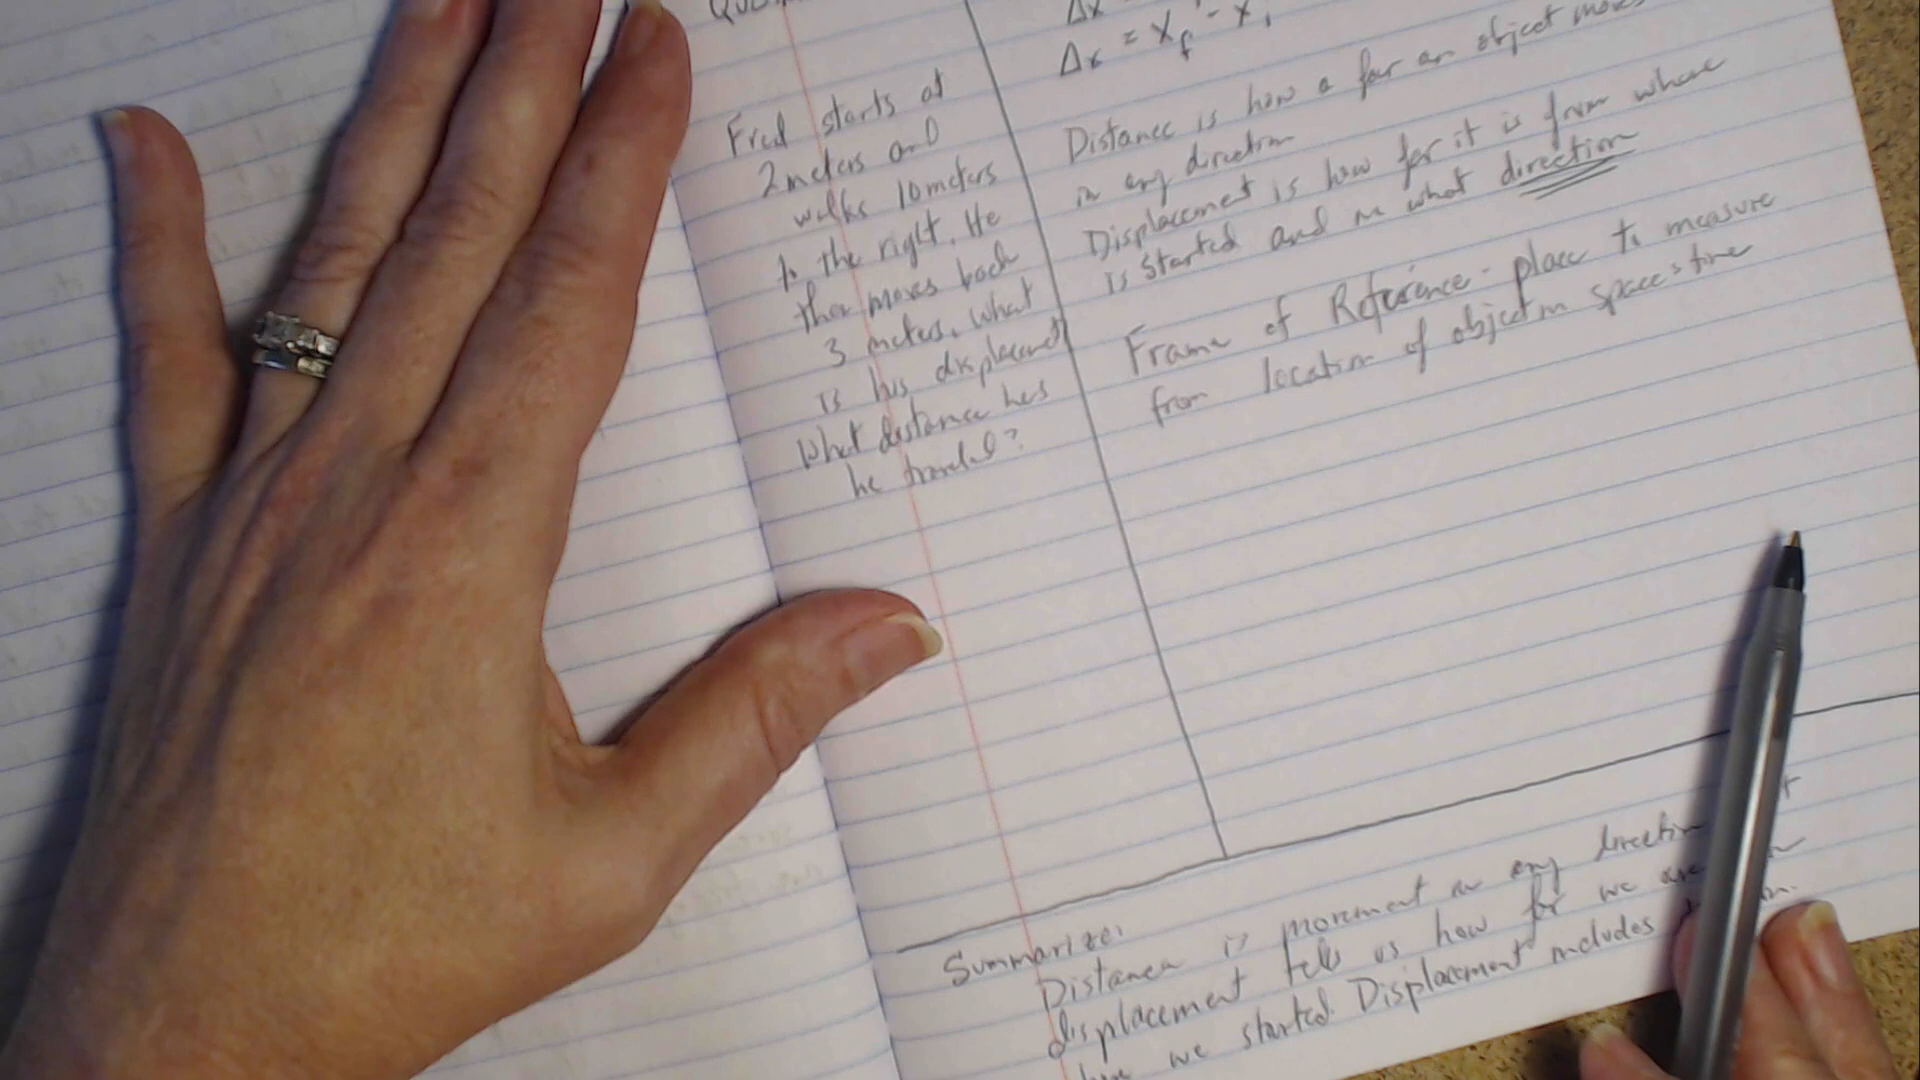 Δx
Δx = x_f - x_i
Fred starts at
2 meters and
walks 10 meters
to the right. He
then moves back
3 meters. What
is his displacement
What distance has
he traveled?
Distance is how a far an object moves
in any direction
Displacement is how far it is from where
is started and in what direction
Frame of Reference - place to measure
from location of object in space & time
Summarize:
Distance is movement in any direction
displacement tells us how far we are
we started. Displacement includes